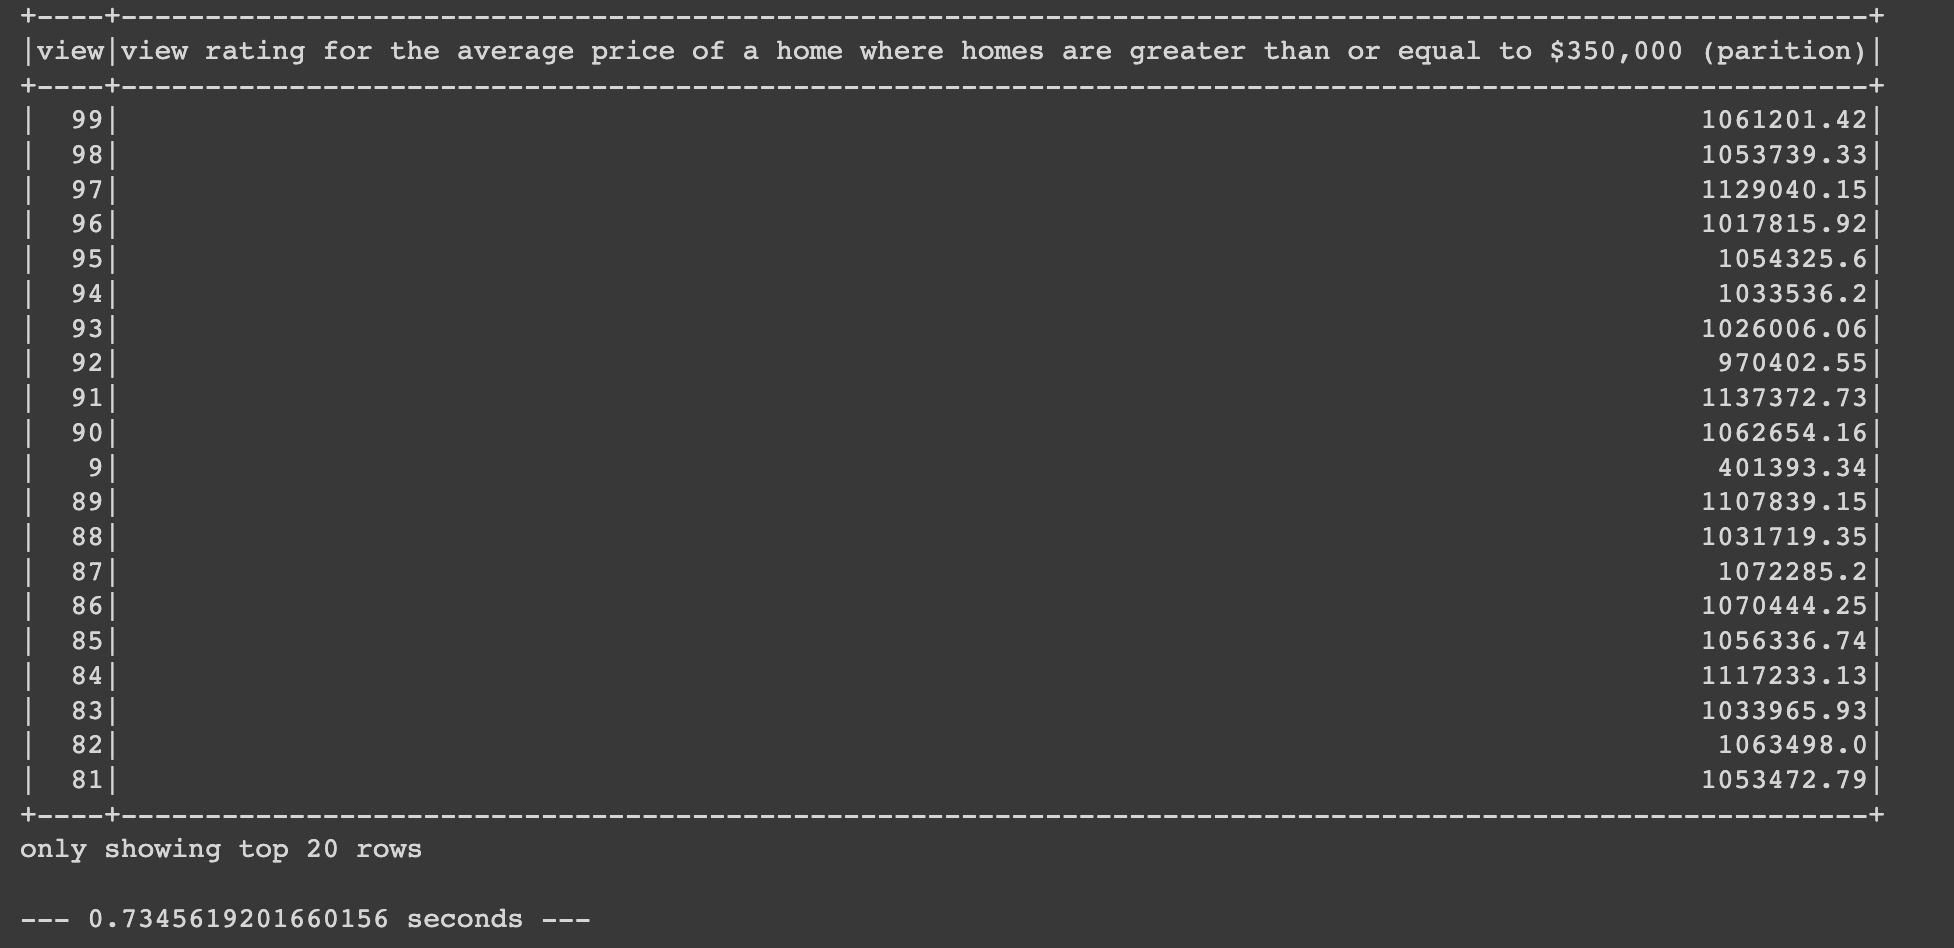 +----+--------------------------------------------------------------------------------------------------------+
|view|view rating for the average price of a home where homes are greater than or equal to $350,000 (parition)|
+----+--------------------------------------------------------------------------------------------------------+
| 99| 1061201.42|
| 98| 1053739.33|
| 97| 1129040.15|
| 96| 1017815.92|
| 95| 1054325.6|
| 94| 1033536.2|
| 93| 1026006.06|
| 92| 970402.55|
| 91| 1137372.73|
| 90| 1062654.16|
| 9| 401393.34|
| 89| 1107839.15|
| 88| 1031719.35|
| 87| 1072285.2|
| 86| 1070444.25|
| 85| 1056336.74|
| 84| 1117233.13|
| 83| 1033965.93|
| 82| 1063498.0|
| 81| 1053472.79|
+----+--------------------------------------------------------------------------------------------------------+
only showing top 20 rows
--- 0.7345619201660156 seconds ---